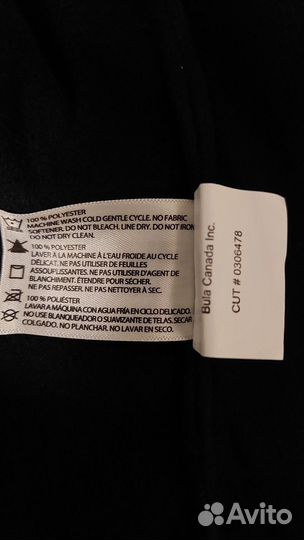 100 % POLYESTER
MACHINE WASH COLD GENTLE CYCLE. NO FABRIC
SOFTENER. DO NOT BLEACH. LINE DRY. DO NOT IRON
DO NOT DRY CLEAN.
100 % POLYESTER
LAVER À LA MACHINE À L'EAU FROIDE AU CYCLE
DÉLICAT. NE PAS UTILISER DE FEUILLES
ASSOUFLISSANTES. NE PAS UTILISER D'AGENT DE
BLANCHIMENT. ÉTENDRE POUR SÉCHER.
NE PAS REPASSER. NE PAS NETTOYER À SEC.
100 % POLIÉSTER
LAVAR A MÁQUINA CON AGUA FRÍA EN CICLO DELICADO.
NO USE BLANQUEADOR O SUAVIZANTE DE TELAS. SECAR
COLGADO. NO PLANCHAR. NO LAVAR EN SECO.
Bula Canada Inc.
CUT # 0306478
Avito